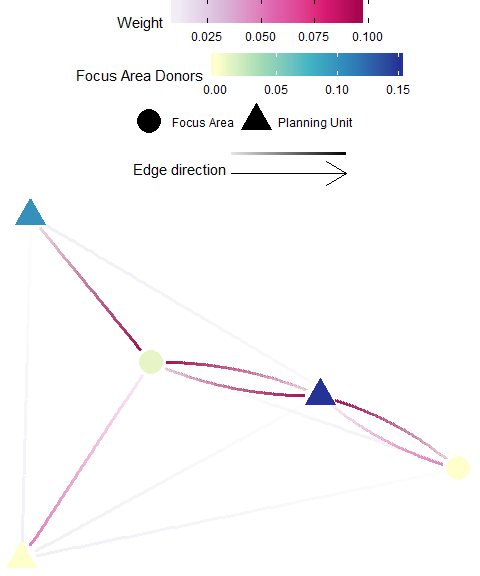 Weight
0.025 0.050 0.075 0.100
Focus Area Donors
0.00 0.05 0.10 0.15
Focus Area Planning Unit
Edge direction